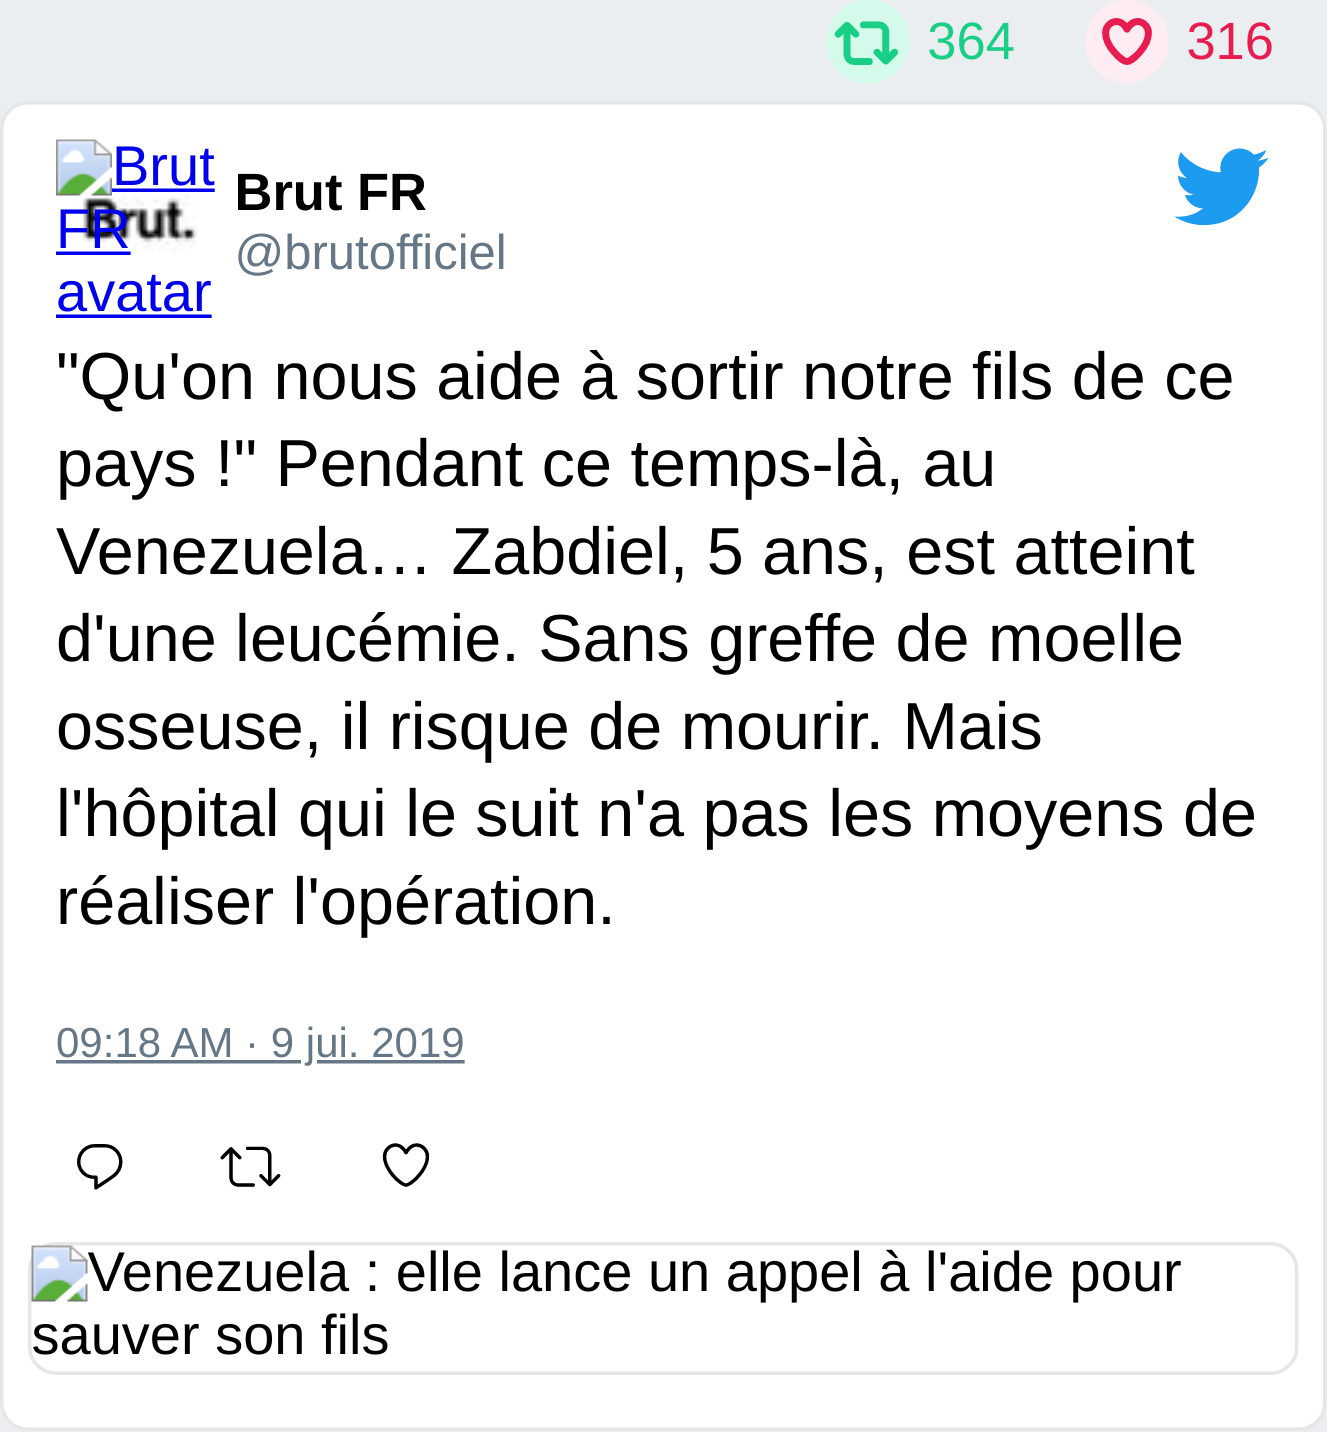 364 316
Brut FR avatar
Brut.
Brut FR
@brutofficiel
"Qu'on nous aide à sortir notre fils de ce
pays !" Pendant ce temps-là, au
Venezuela… Zabdiel, 5 ans, est atteint
d'une leucémie. Sans greffe de moelle
osseuse, il risque de mourir. Mais
l'hôpital qui le suit n'a pas les moyens de
réaliser l'opération.
09:18 AM · 9 jui. 2019
Venezuela : elle lance un appel à l'aide pour
sauver son fils